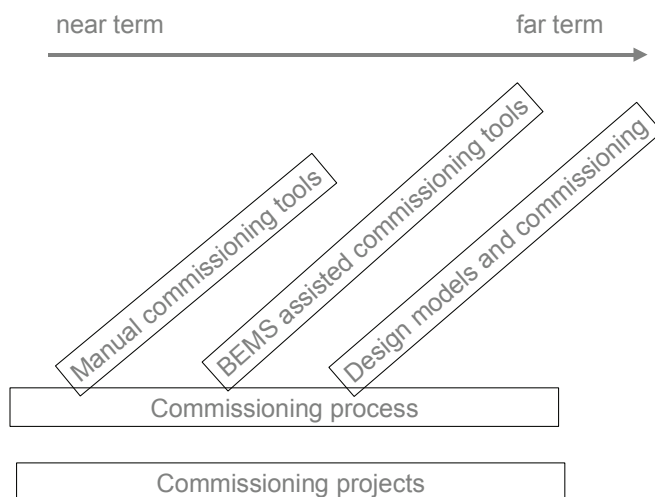 near term
far term
Manual commissioning tools
BEMS assisted commissioning tools
Design models and commissioning
Commissioning process
Commissioning projects